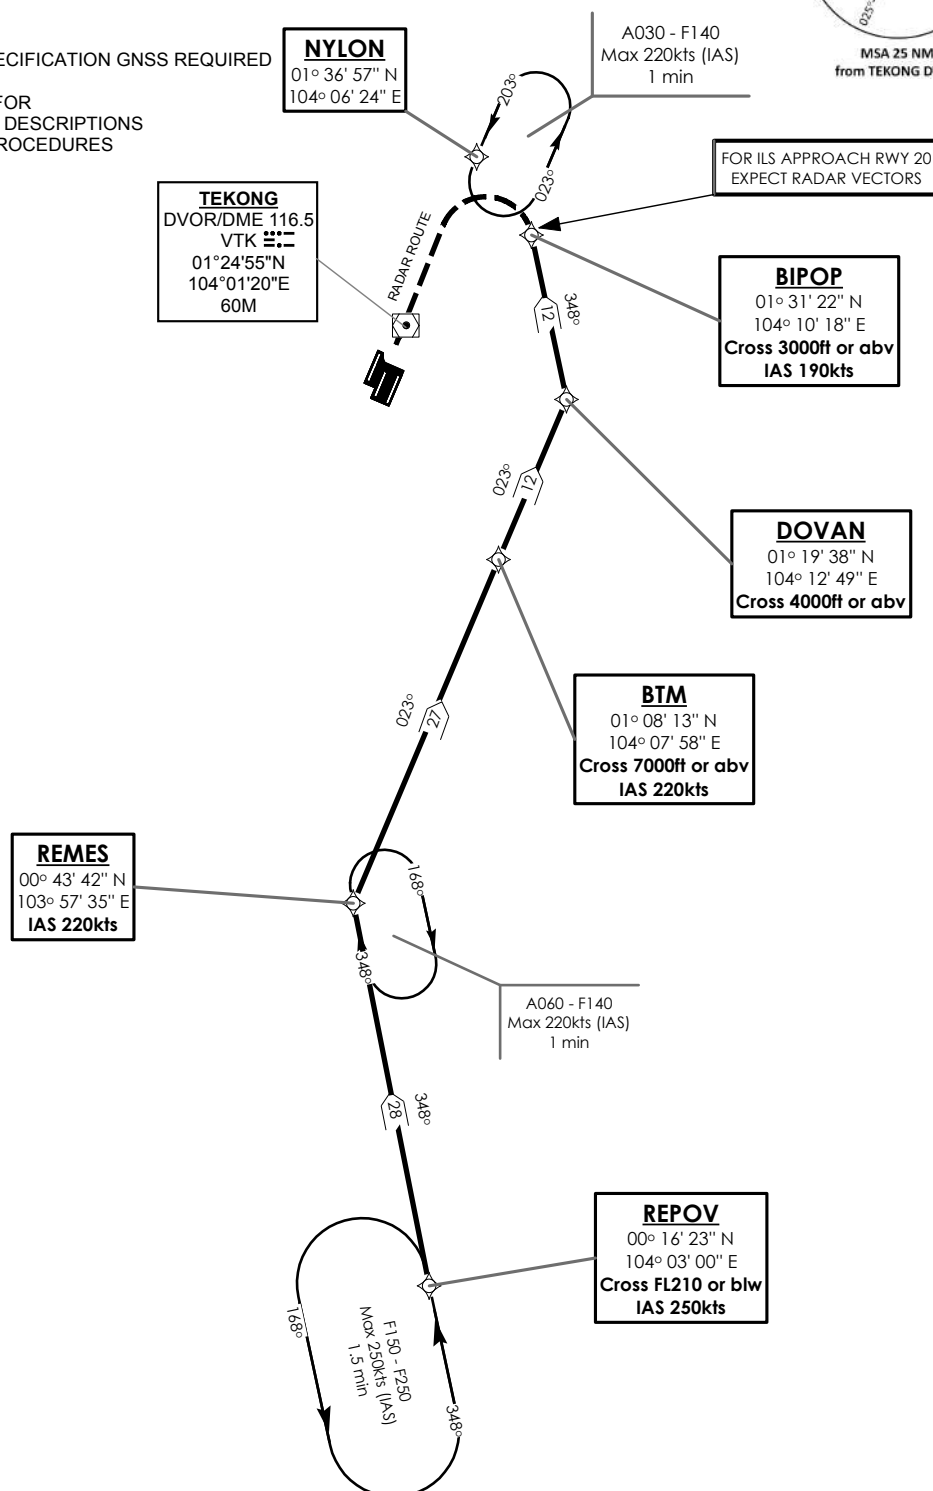 ECIFICATION GNSS REQUIRED
FOR
DESCRIPTIONS
ROCEDURES
NYLON
01° 36' 57" N
104° 06' 24" E
A030 - F140
Max 220kts (IAS)
1 min
025°
MSA 25 NM
from TEKONG D
203°
023°
FOR ILS APPROACH RWY 20
EXPECT RADAR VECTORS
TEKONG
DVOR/DME 116.5
VTK
01°24'55"N
104°01'20"E
60M
RADAR ROUTE
BIPOP
01° 31' 22" N
104° 10' 18" E
Cross 3000ft or abv
IAS 190kts
12
348°
023°
12
DOVAN
01° 19' 38" N
104° 12' 49" E
Cross 4000ft or abv
BTM
01° 08' 13" N
104° 07' 58" E
Cross 7000ft or abv
IAS 220kts
023°
27
REMES
00° 43' 42" N
103° 57' 35" E
IAS 220kts
168°
348°
A060 - F140
Max 220kts (IAS)
1 min
28
348°
REPOV
00° 16' 23" N
104° 03' 00" E
Cross FL210 or blw
IAS 250kts
168°
F150 - F250
Max 250kts (IAS)
1.5 min
348°